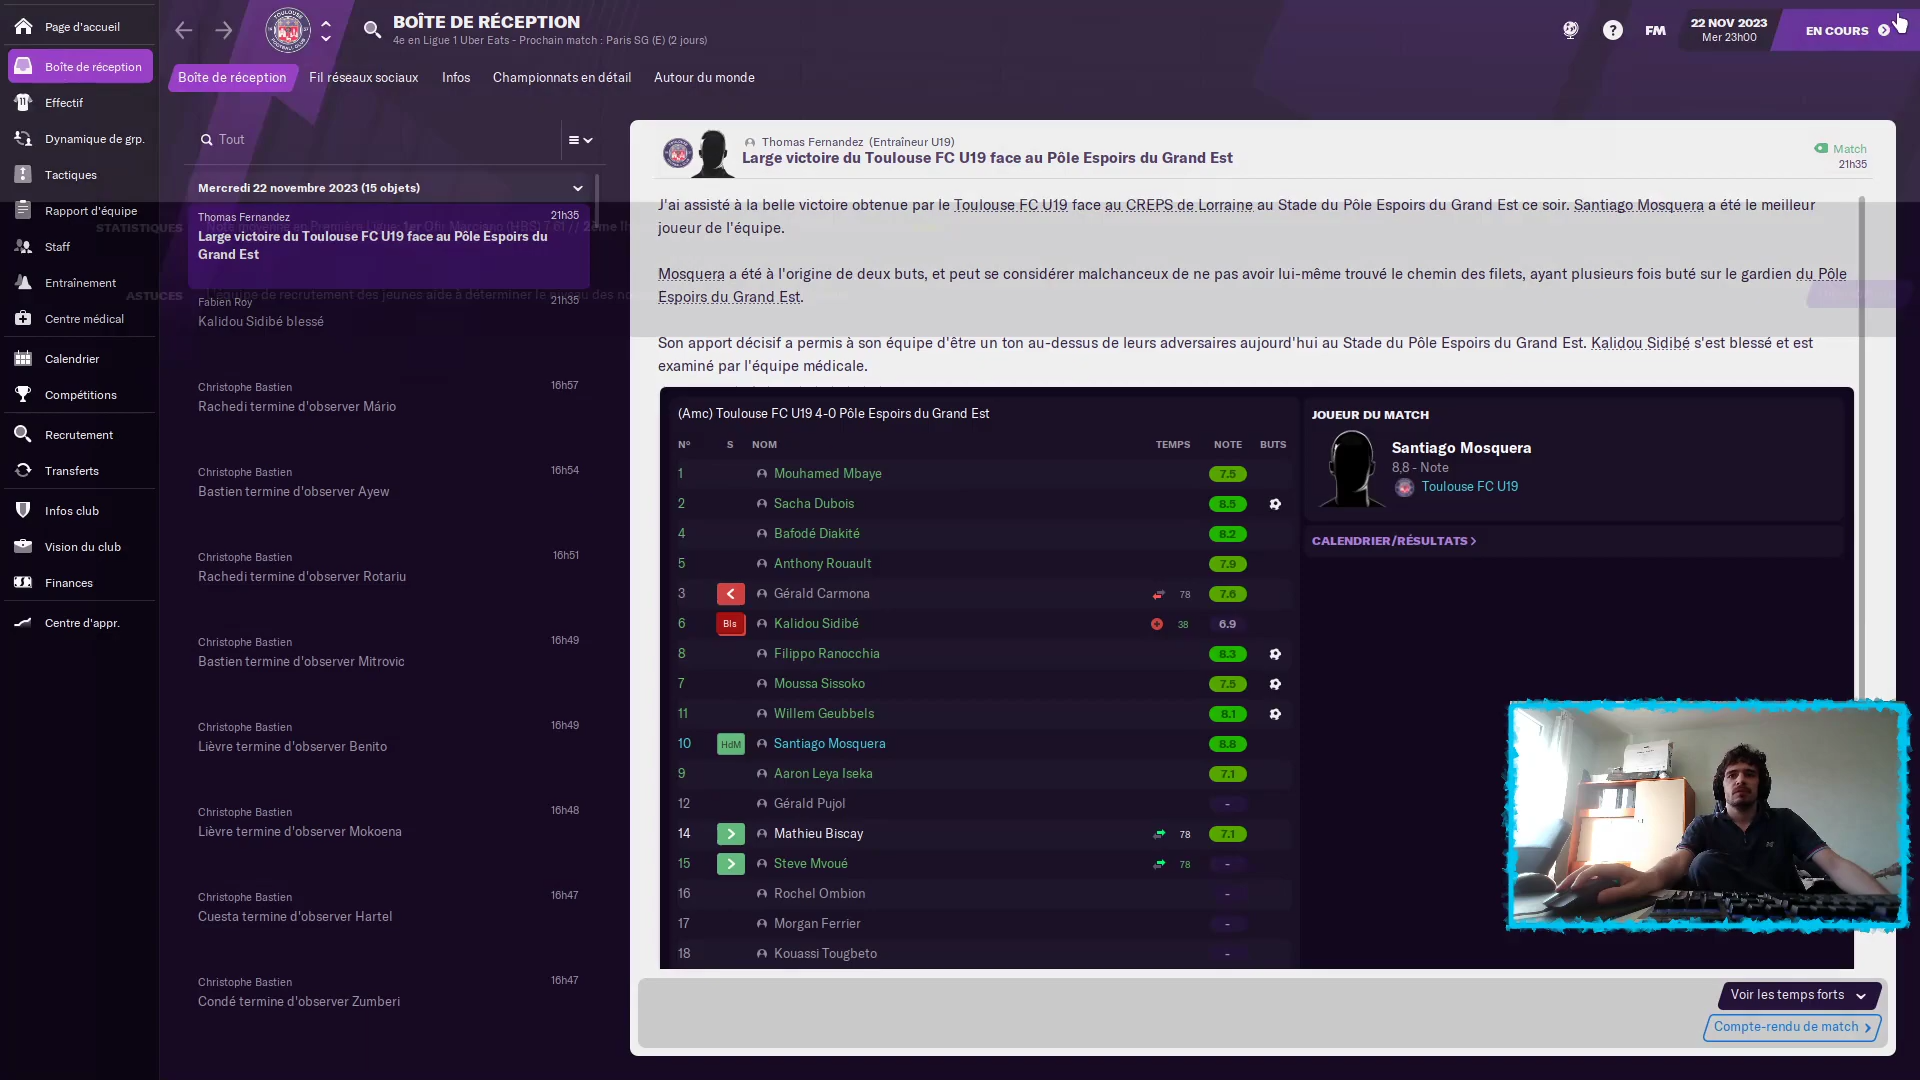 Page d'accueil
Boîte de réception
Effectif
Dynamique de grp.
Tactiques
Rapport d'équipe
Staff
Entraînement
Centre médical
Calendrier
Compétitions
Recrutement
Transferts
Infos club
Vision du club
Finances
Centre d'appr.
BOÎTE DE RÉCEPTION
4e en Ligue 1 Uber Eats - Prochain match : Paris SG (E) (2 jours)
FM
22 NOV 2023
Mer 23h00
EN COURS
Boîte de réception
Fil réseaux sociaux
Infos
Championnats en détail
Autour du monde
Tout
Mercredi 22 novembre 2023 (15 objets)
Thomas Fernandez
21h35
Large victoire du Toulouse FC U19 face au Pôle Espoirs du
Grand Est
STATISTIQUES
ASTUCES
Fabien Roy
21h35
Kalidou Sidibé blessé
Christophe Bastien
16h57
Rachedi termine d'observer Mário
Christophe Bastien
16h54
Bastien termine d'observer Ayew
Christophe Bastien
16h51
Rachedi termine d'observer Rotariu
Christophe Bastien
16h49
Bastien termine d'observer Mitrovic
Christophe Bastien
16h49
Lièvre termine d'observer Benito
Christophe Bastien
16h48
Lièvre termine d'observer Mokoena
Christophe Bastien
16h47
Cuesta termine d'observer Hartel
Christophe Bastien
16h47
Condé termine d'observer Zumberi
Thomas Fernandez (Entraîneur U19)
Large victoire du Toulouse FC U19 face au Pôle Espoirs du Grand Est
Match
21h35
J'ai assisté à la belle victoire obtenue par le Toulouse FC U19 face au CREPS de Lorraine au Stade du Pôle Espoirs du Grand Est ce soir. Santiago Mosquera a été le meilleur
joueur de l'équipe.
Mosquera a été à l'origine de deux buts, et peut se considérer malchanceux de ne pas avoir lui-même trouvé le chemin des filets, ayant plusieurs fois buté sur le gardien du Pôle
Espoirs du Grand Est.
Son apport décisif a permis à son équipe d'être un ton au-dessus de leurs adversaires aujourd'hui au Stade du Pôle Espoirs du Grand Est. Kalidou Sidibé s'est blessé et est
examiné par l'équipe médicale.
(Amc) Toulouse FC U19 4-0 Pôle Espoirs du Grand Est
N° S NOM TEMPS NOTE BUTS
1 Mouhamed Mbaye 7.5
2 Sacha Dubois 8.5
4 Bafodé Diakité 8.2
5 Anthony Rouault 7.9
3 Gérald Carmona 78 7.6
6 Bls Kalidou Sidibé 38 6.9
8 Filippo Ranocchia 8.3
7 Moussa Sissoko 7.5
11 Willem Geubbels 8.1
10 HdM Santiago Mosquera 8.8
9 Aaron Leya Iseka 7.1
12 Gérald Pujol -
14 Mathieu Biscay 78 7.1
15 Steve Mvoué 78 -
16 Rochel Ombion -
17 Morgan Ferrier -
18 Kouassi Tougbeto -
JOUEUR DU MATCH
Santiago Mosquera
8,8 - Note
Toulouse FC U19
CALENDRIER/RÉSULTATS >
Voir les temps forts
Compte-rendu de match